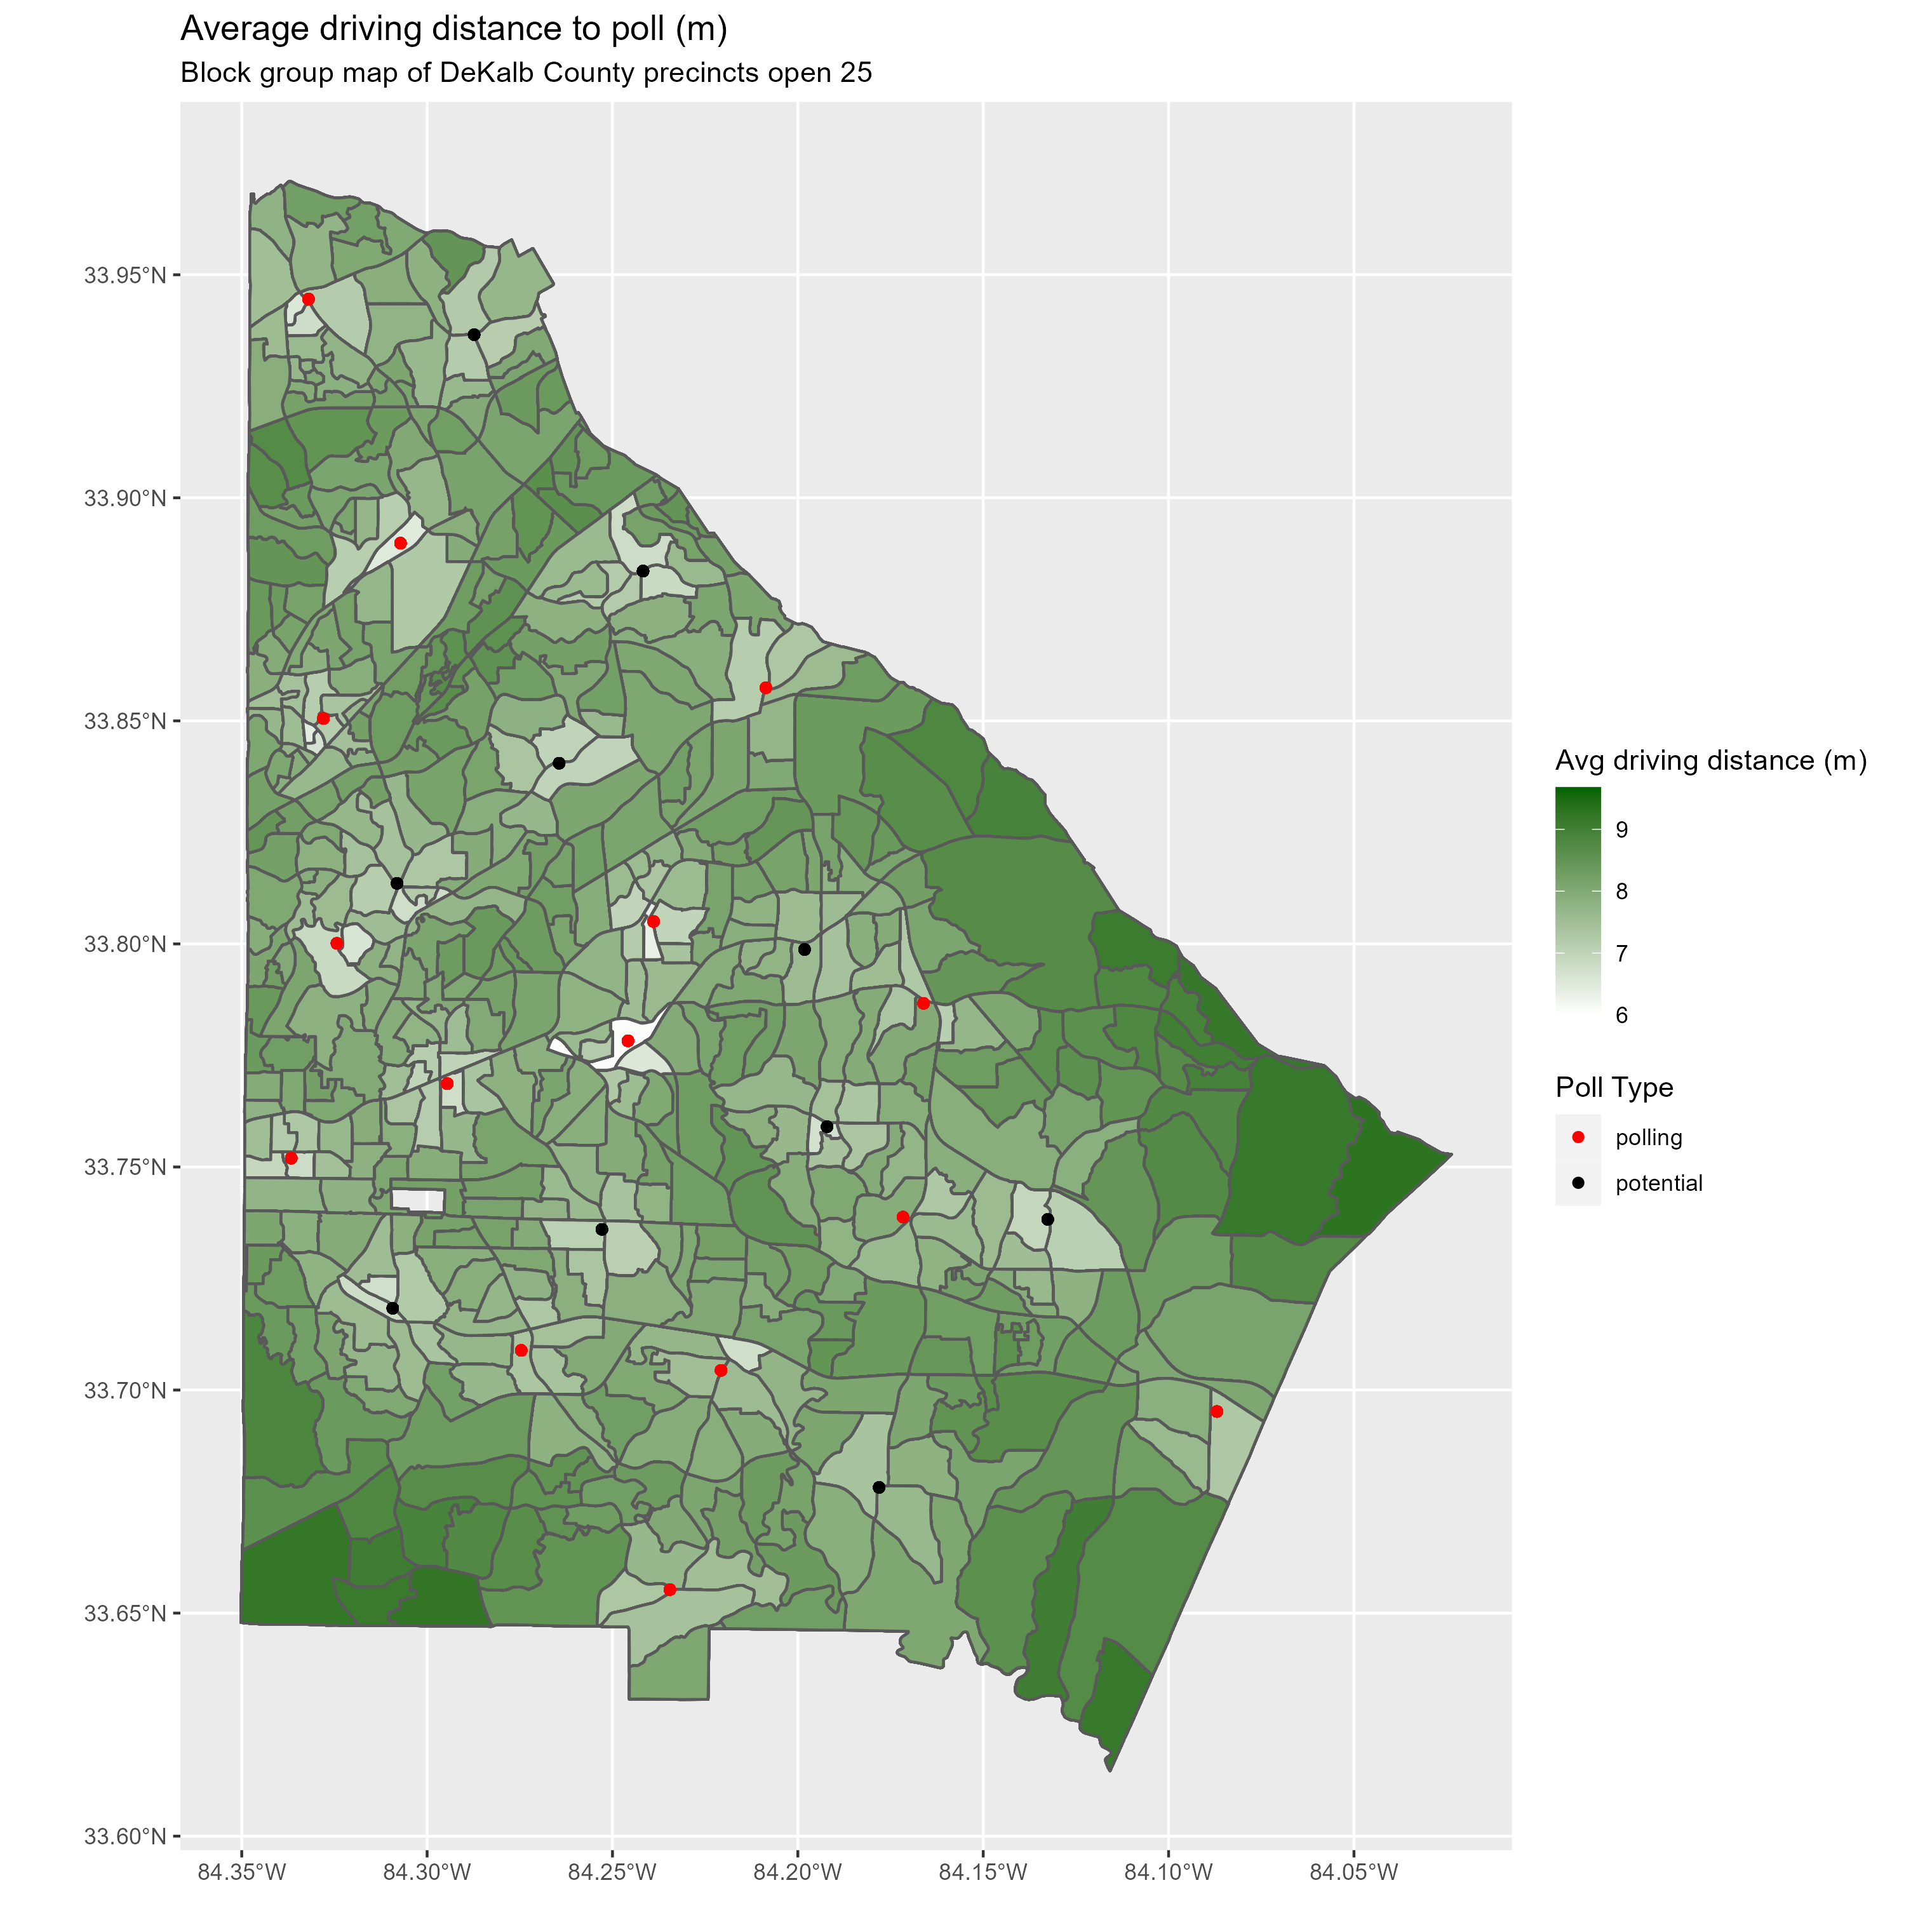 Average driving distance to poll (m)
Block group map of DeKalb County precincts open 25
33.95°N
33.90°N
33.85°N
33.80°N
33.75°N
33.70°N
33.65°N
33.60°N
84.35°W
84.30°W
84.25°W
84.20°W
84.15°W
84.10°W
84.05°W
Avg driving distance (m)
9
8
7
6
Poll Type
polling
potential